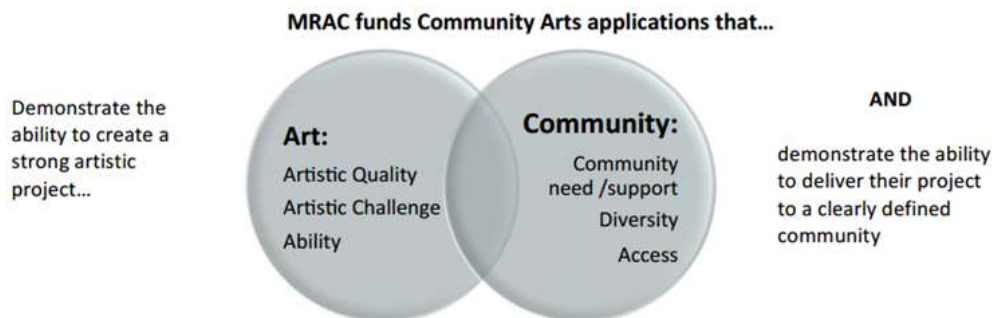 MRAC funds Community Arts applications that...
Demonstrate the
ability to create a
strong artistic
project...
Art:
Artistic Quality
Artistic Challenge
Ability
Community:
Community
need /support
Diversity
Access
AND
demonstrate the ability
to deliver their project
to a clearly defined
community